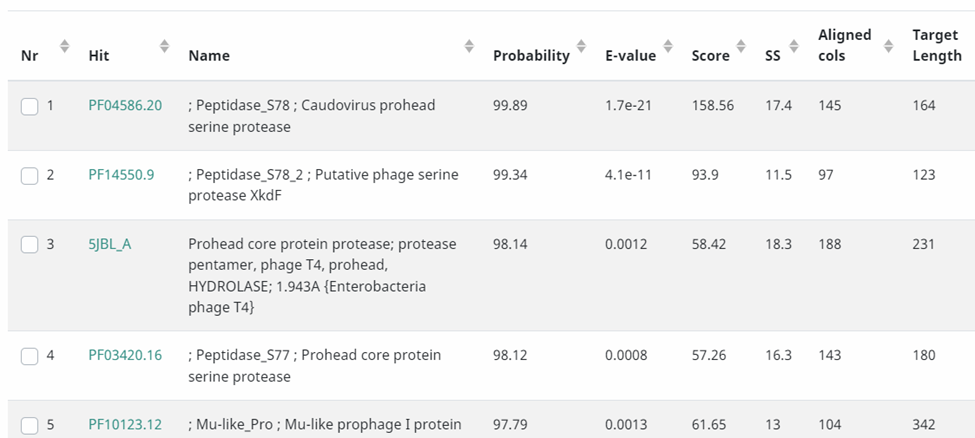 Nr Hit Name Probability E-value Score SS Aligned cols Target Length
1 PF04586.20 ; Peptidase_S78 ; Caudovirus prohead serine protease 99.89 1.7e-21 158.56 17.4 145 164
2 PF14550.9 ; Peptidase_S78_2 ; Putative phage serine protease XkdF 99.34 4.1e-11 93.9 11.5 97 123
3 5JBL_A Prohead core protein protease; protease pentamer, phage T4, prohead, HYDROLASE; 1.943A {Enterobacteria phage T4} 98.14 0.0012 58.42 18.3 188 231
4 PF03420.16 ; Peptidase_S77 ; Prohead core protein serine protease 98.12 0.0008 57.26 16.3 143 180
5 PF10123.12 ; Mu-like_Pro ; Mu-like prophage I protein 97.79 0.0013 61.65 13 104 342